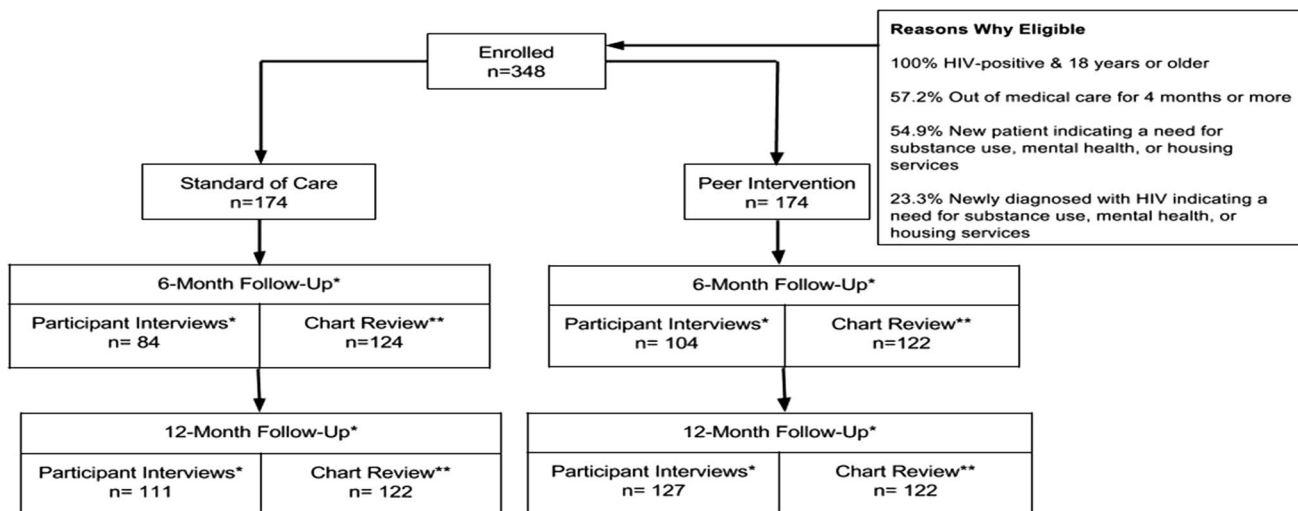 Enrolled
n=348
Reasons Why Eligible
100% HIV-positive & 18 years or older
57.2% Out of medical care for 4 months or more
54.9% New patient indicating a need for
substance use, mental health, or housing
services
23.3% Newly diagnosed with HIV indicating a
need for substance use, mental health, or
housing services
Standard of Care
n=174
Peer Intervention
n= 174
6-Month Follow-Up*
Participant Interviews*
n= 84
Chart Review**
n=124
6-Month Follow-Up*
Participant Interviews*
n= 104
Chart Review**
n=122
12-Month Follow-Up*
Participant Interviews*
n= 111
Chart Review**
n= 122
12-Month Follow-Up*
Participant Interviews*
n= 127
Chart Review**
n= 122